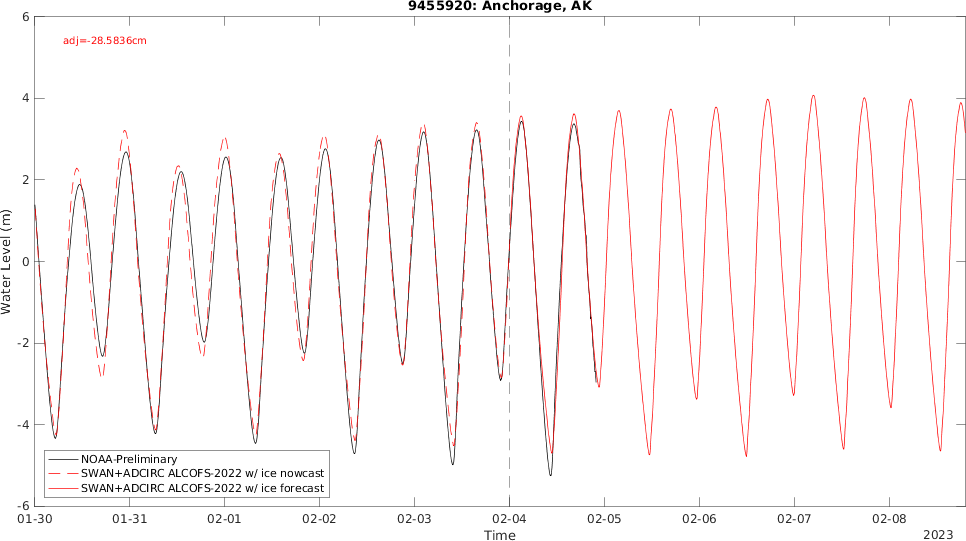 9455920: Anchorage, AK
adj=-28.5836cm
6
4
2
0
-2
-4
-6
Water Level (m)
NOAA-Preliminary
SWAN+ADCIRC ALCOFS-2022 w/ ice nowcast
SWAN+ADCIRC ALCOFS-2022 w/ ice forecast
01-30 01-31 02-01 02-02 02-03 02-04 02-05 02-06 02-07 02-08
Time
2023